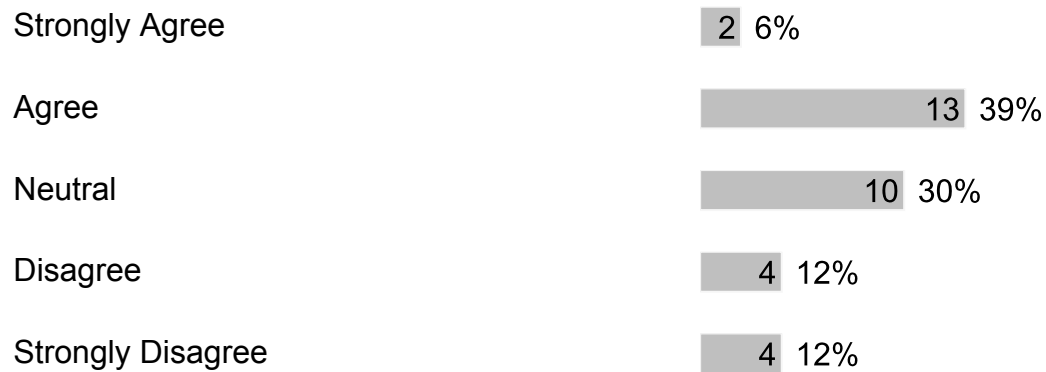 Strongly Agree 2 6%
Agree 13 39%
Neutral 10 30%
Disagree 4 12%
Strongly Disagree 4 12%